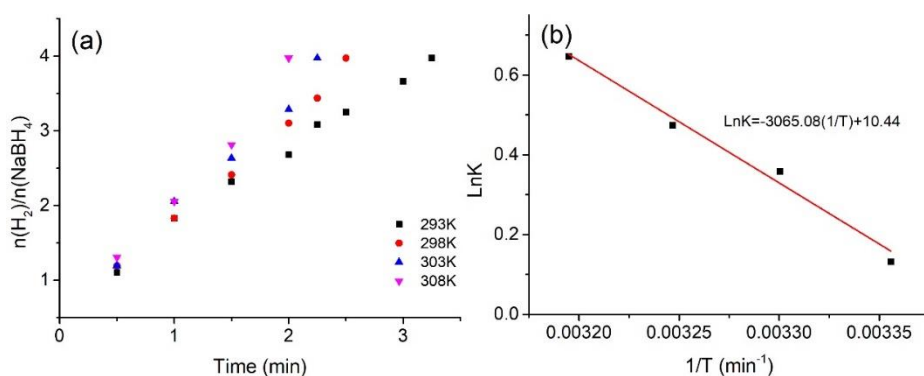 (a)
4
3
2
1
n(H₂)/n(NaBH₄)
0
1
2
3
Time (min)
293K
298K
303K
308K
(b)
0.6
0.4
0.2
0.0
LnK
LnK=-3065.08(1/T)+10.44
0.00320
0.00325
0.00330
0.00335
1/T (min⁻¹)